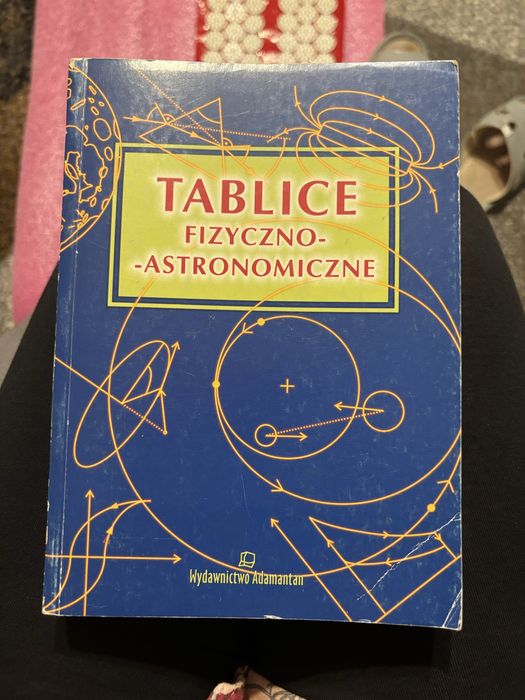 TABLICE
FIZYCZNO-
-ASTRONOMICZNE
Wydawnictwo Adamantan